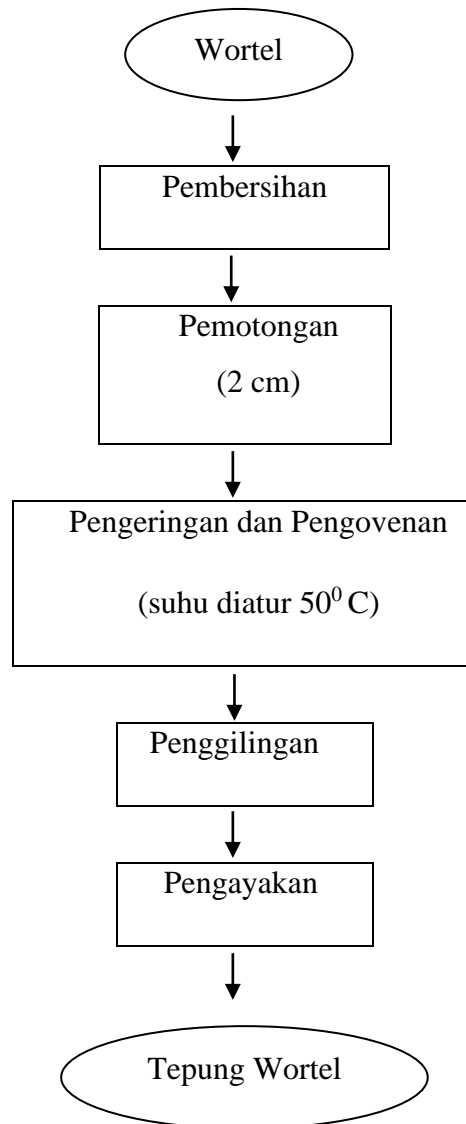 Wortel
Pembersihan
Pemotongan
(2 cm)
Pengeringan dan Pengovenan
(suhu diatur 50⁰ C)
Penggilingan
Pengayakan
Tepung Wortel